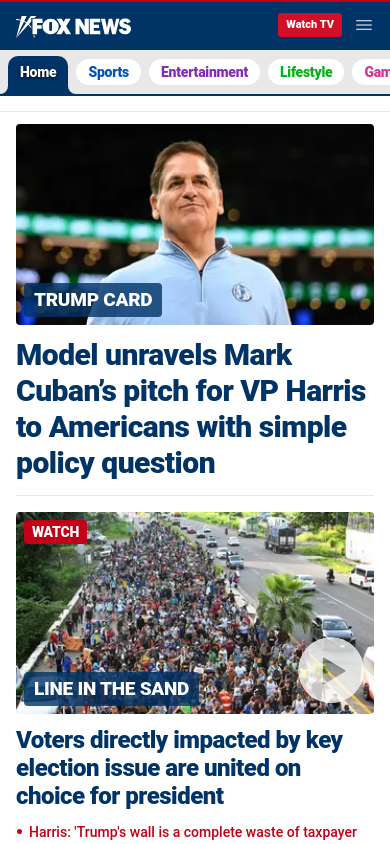 FOX NEWS
Watch TV
Home
Sports
Entertainment
Lifestyle
TRUMP CARD
Model unravels Mark
Cuban’s pitch for VP Harris
to Americans with simple
policy question
WATCH
LINE IN THE SAND
Voters directly impacted by key
election issue are united on
choice for president
Harris: 'Trump's wall is a complete waste of taxpayer